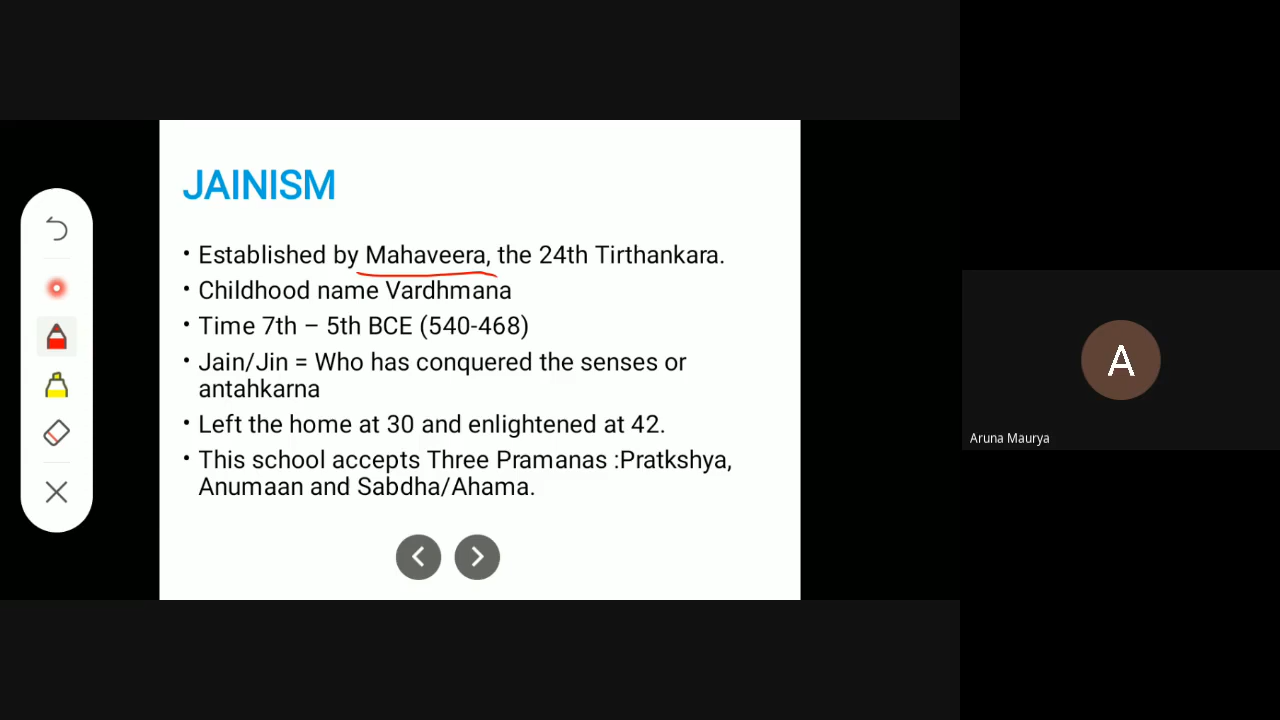 JAINISM
• Established by Mahaveera, the 24th Tirthankara.
• Childhood name Vardhmana
• Time 7th – 5th BCE (540-468)
• Jain/Jin = Who has conquered the senses or
antahkarna
• Left the home at 30 and enlightened at 42.
• This school accepts Three Pramanas :Pratkshya,
Anumaan and Sabdha/Ahama.
A
Aruna Maurya